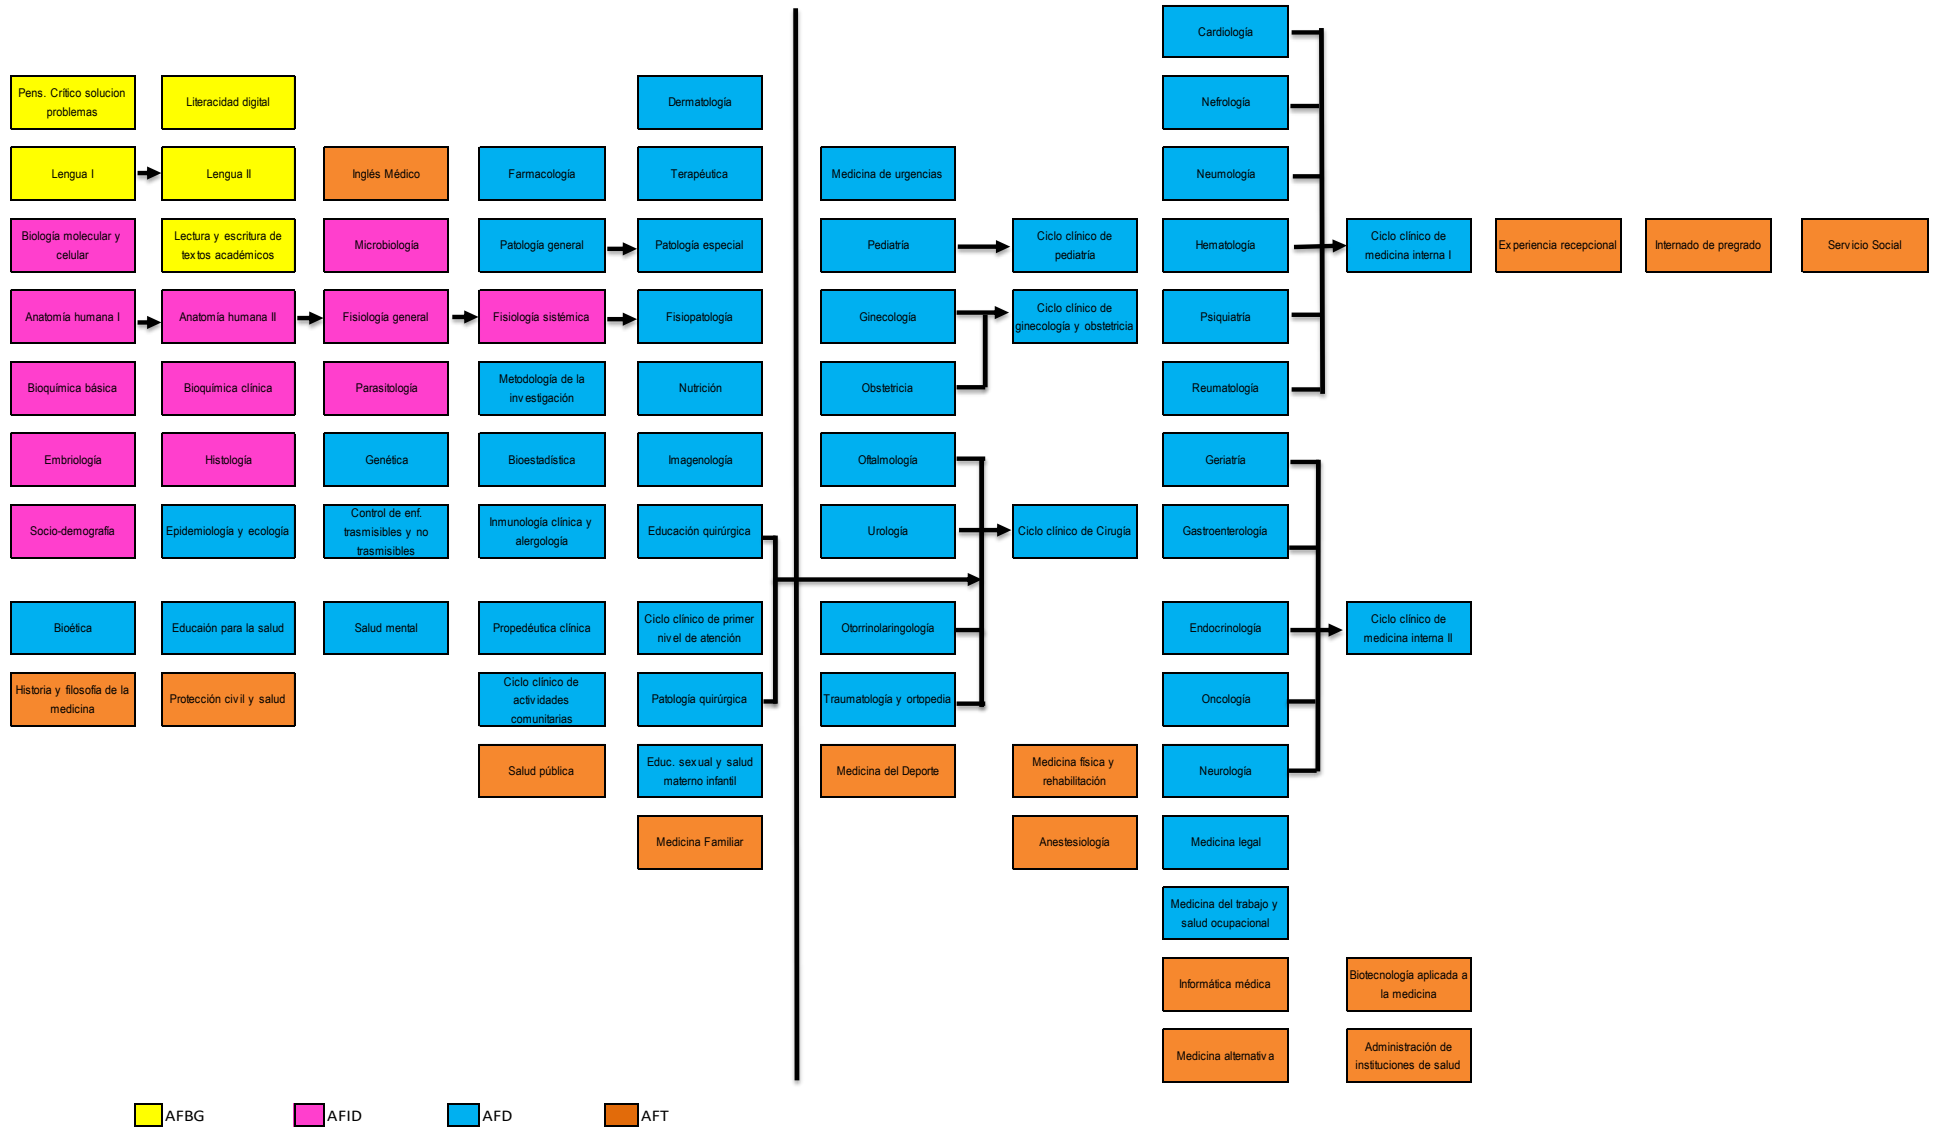 Cardiología
Pens. Crítico solucion
problemas
Literacidad digital
Dermatología
Nefrología
Lengua I
Lengua II
Inglés Médico
Farmacología
Terapéutica
Medicina de urgencias
Neumología
Biología molecular y
celular
Lectura y escritura de
textos académicos
Microbiología
Patología general
Patología especial
Pediatría
Ciclo clínico de
pediatría
Hematología
Ciclo clínico de
medicina interna I
Experiencia recepcional
Internado de pregrado
Servicio Social
Anatomía humana I
Anatomía humana II
Fisiología general
Fisiología sistémica
Fisiopatología
Ginecología
Ciclo clínico de
ginecología y obstetricia
Psiquiatría
Bioquímica básica
Bioquímica clínica
Parasitología
Metodología de la
investigación
Nutrición
Obstetricia
Reumatología
Embriología
Histología
Genética
Bioestadística
Imagenología
Oftalmología
Geriatría
Socio-demografía
Epidemiología y ecología
Control de enf.
trasmisibles y no
trasmisibles
Inmunología clínica y
alergología
Educación quirúrgica
Urología
Ciclo clínico de Cirugía
Gastroenterología
Bioética
Educaión para la salud
Salud mental
Propedéutica clínica
Ciclo clínico de primer
nivel de atención
Otorrinolaringología
Endocrinología
Ciclo clínico de
medicina interna II
Historia y filosofía de la
medicina
Protección civil y salud
Ciclo clínico de
actividades
comunitarias
Patología quirúrgica
Traumatología y ortopedia
Oncología
Salud pública
Educ. sexual y salud
materno infantil
Medicina del Deporte
Medicina física y
rehabilitación
Neurología
Medicina Familiar
Anestesiología
Medicina legal
Medicina del trabajo y
salud ocupacional
Informática médica
Biotecnología aplicada a
la medicina
Medicina alternativa
Administración de
instituciones de salud
AFBG
AFID
AFD
AFT